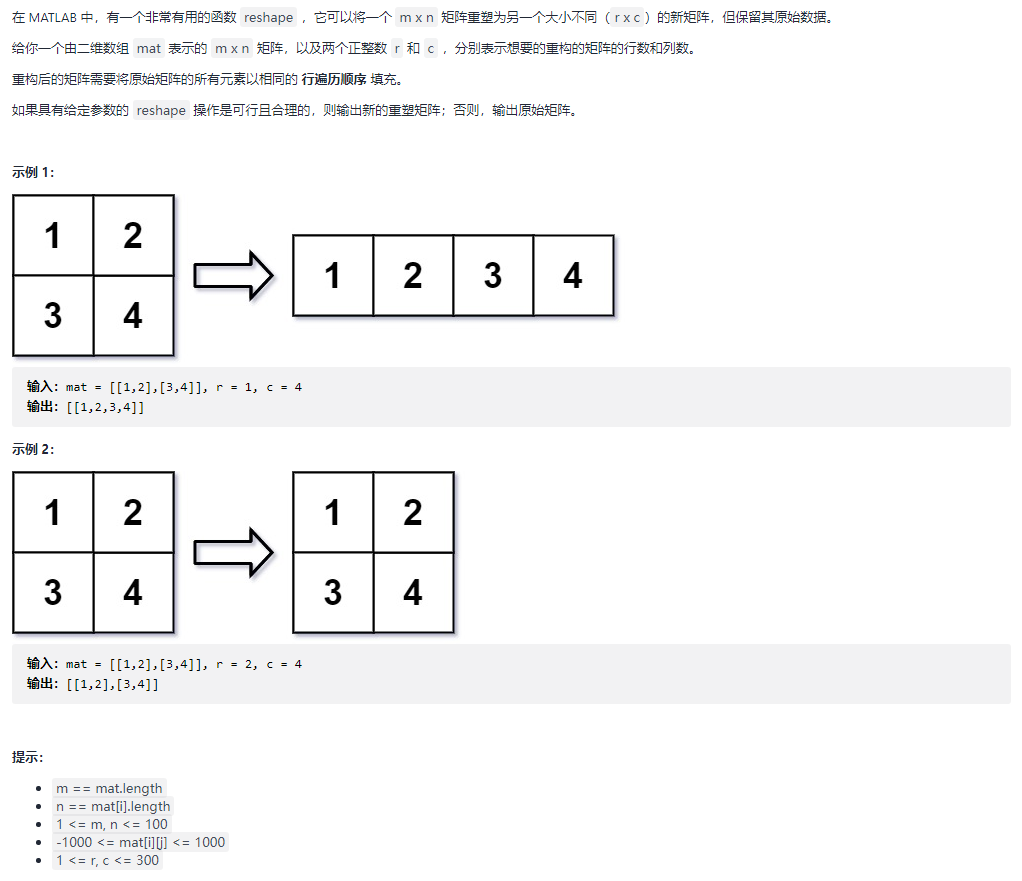 在 MATLAB 中，有一个非常有用的函数 reshape ，它可以将一个 m x n 矩阵重塑为另一个大小不同（r x c）的新矩阵，但保留其原始数据。
给你一个由二维数组 mat 表示的 m x n 矩阵，以及两个正整数 r 和 c ，分别表示想要的重构的矩阵的行数和列数。
重构后的矩阵需要将原始矩阵的所有元素以相同的 行遍历顺序 填充。
如果具有给定参数的 reshape 操作是可行且合理的，则输出新的重塑矩阵；否则，输出原始矩阵。
示例 1：
1 2
3 4
1 2 3 4
输入：mat = [[1,2],[3,4]], r = 1, c = 4
输出：[[1,2,3,4]]
示例 2：
1 2
3 4
1 2
3 4
输入：mat = [[1,2],[3,4]], r = 2, c = 4
输出：[[1,2],[3,4]]
提示：
m == mat.length
n == mat[i].length
1 <= m, n <= 100
-1000 <= mat[i][j] <= 1000
1 <= r, c <= 300